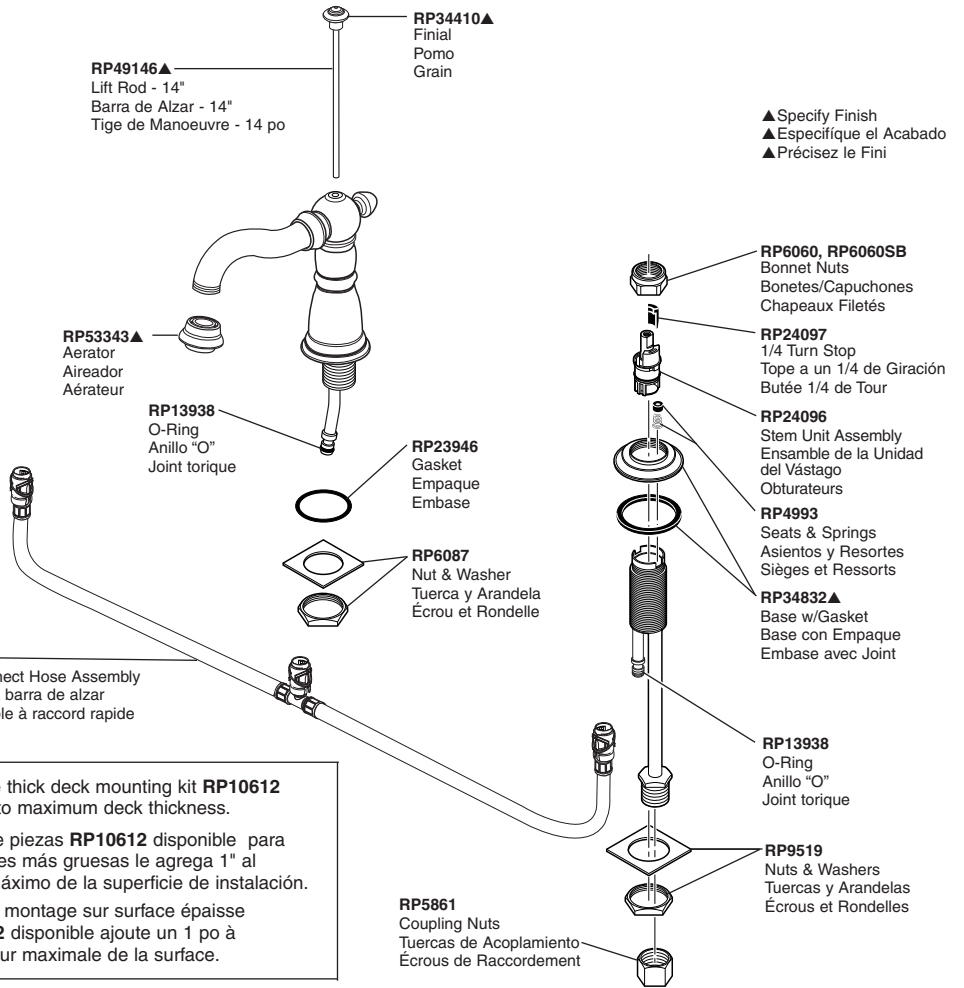 RP34410▲
Finial
Pomo
Grain
RP49146▲
Lift Rod - 14"
Barra de Alzar - 14"
Tige de Manoeuvre - 14 po
▲Specify Finish
▲Especifíque el Acabado
▲Précisez le Fini
RP6060, RP6060SB
Bonnet Nuts
Bonetes/Capuchones
Chapeaux Filetés
RP53343▲
Aerator
Aireador
Aérateur
RP24097
1/4 Turn Stop
Tope a un 1/4 de Giración
Butée 1/4 de Tour
RP13938
O-Ring
Anillo “O”
Joint torique
RP23946
Gasket
Empaque
Embase
RP24096
Stem Unit Assembly
Ensamble de la Unidad
del Vástago
Obturateurs
RP4993
Seats & Springs
Asientos y Resortes
Sièges et Ressorts
RP6087
Nut & Washer
Tuerca y Arandela
Écrou et Rondelle
RP34832▲
Base w/Gasket
Base con Empaque
Embase avec Joint
Hose Assembly
barra de alzar
à raccord rapide
RP13938
O-Ring
Anillo “O”
Joint torique
thick deck mounting kit RP10612
to maximum deck thickness.
piezas RP10612 disponible para
más gruesas le agrega 1" al
de la superficie de instalación.
montage sur surface épaisse
disponible ajoute un 1 po à
maximale de la surface.
RP9519
Nuts & Washers
Tuercas y Arandelas
Écrous et Rondelles
RP5861
Coupling Nuts
Tuercas de Acoplamiento
Écrous de Raccordement